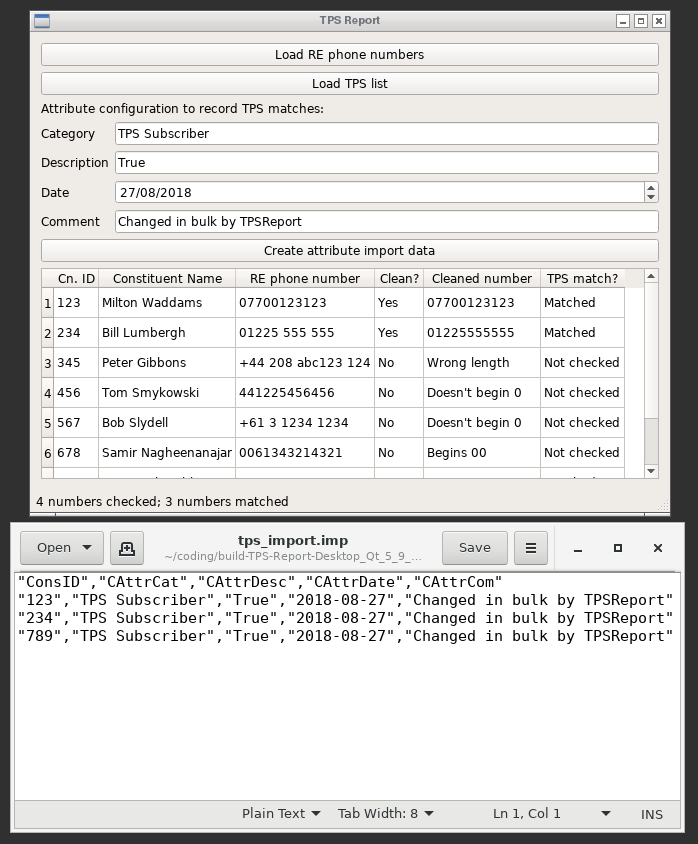 TPS Report
Load RE phone numbers
Load TPS list
Attribute configuration to record TPS matches:
Category TPS Subscriber
Description True
Date 27/08/2018
Comment Changed in bulk by TPSReport
Create attribute import data
Cn. ID Constituent Name RE phone number Clean? Cleaned number TPS match?
1 123 Milton Waddams 07700123123 Yes 07700123123 Matched
2 234 Bill Lumbergh 01225 555 555 Yes 01225555555 Matched
3 345 Peter Gibbons +44 208 abc123 124 No Wrong length Not checked
4 456 Tom Smykowski 441225456456 No Doesn't begin 0 Not checked
5 567 Bob Slydell +61 3 1234 1234 No Doesn't begin 0 Not checked
6 678 Samir Nagheenanajar 0061343214321 No Begins 00 Not checked
4 numbers checked; 3 numbers matched
Open tps_import.imp Save
~/coding/build-TPS-Report-Desktop_Qt_5_9_...
"ConsID","CAttrCat","CAttrDesc","CAttrDate","CAttrCom"
"123","TPS Subscriber","True","2018-08-27","Changed in bulk by TPSReport"
"234","TPS Subscriber","True","2018-08-27","Changed in bulk by TPSReport"
"789","TPS Subscriber","True","2018-08-27","Changed in bulk by TPSReport"
Plain Text Tab Width: 8 Ln 1, Col 1 INS